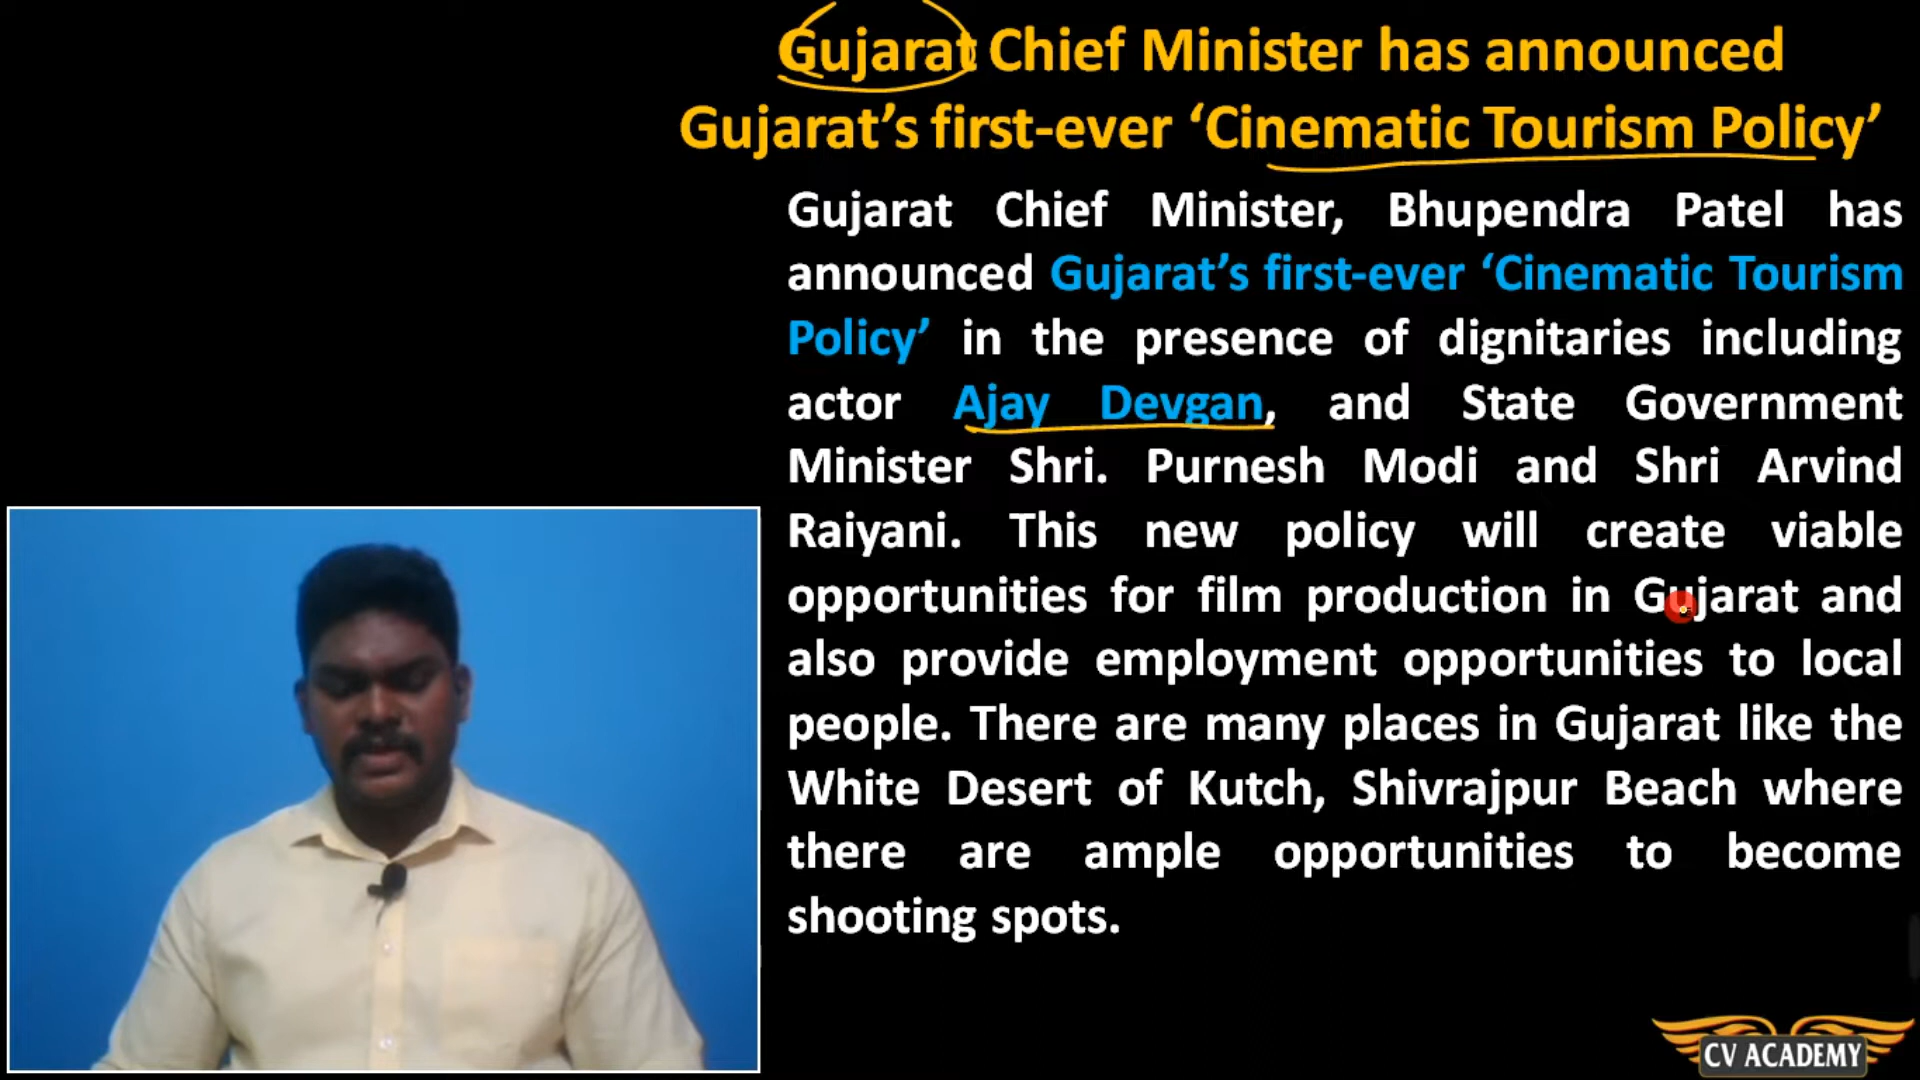 Gujarat Chief Minister has announced
Gujarat’s first-ever ‘Cinematic Tourism Policy’
Gujarat Chief Minister, Bhupendra Patel has
announced Gujarat’s first-ever ‘Cinematic Tourism
Policy’ in the presence of dignitaries including
actor Ajay Devgan, and State Government
Minister Shri. Purnesh Modi and Shri Arvind
Raiyani. This new policy will create viable
opportunities for film production in Gujarat and
also provide employment opportunities to local
people. There are many places in Gujarat like the
White Desert of Kutch, Shivrajpur Beach where
there are ample opportunities to become
shooting spots.
CV ACADEMY